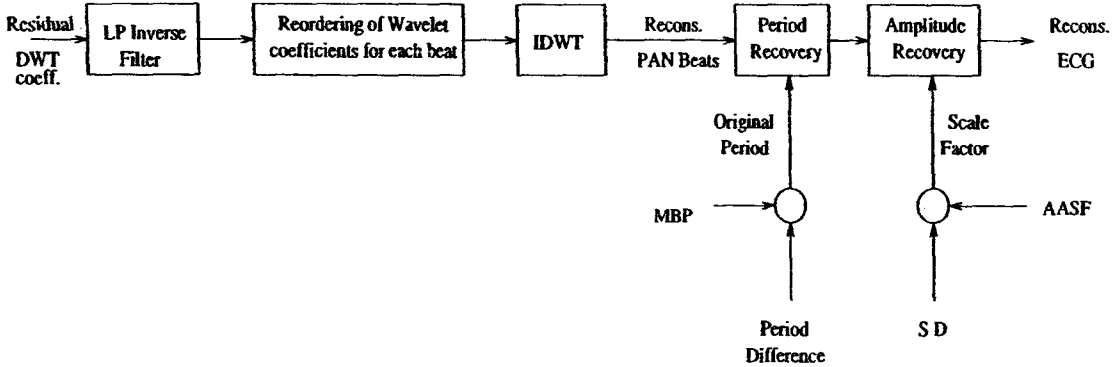 Residual
DWT
coeff.
LP Inverse
Filter
Reordering of Wavelet
coefficients for each beat
IDWT
Recons.
PAN Beats
Period
Recovery
Amplitude
Recovery
Recons.
ECG
Original
Period
Scale
Factor
MBP
AASF
Period
Difference
S D